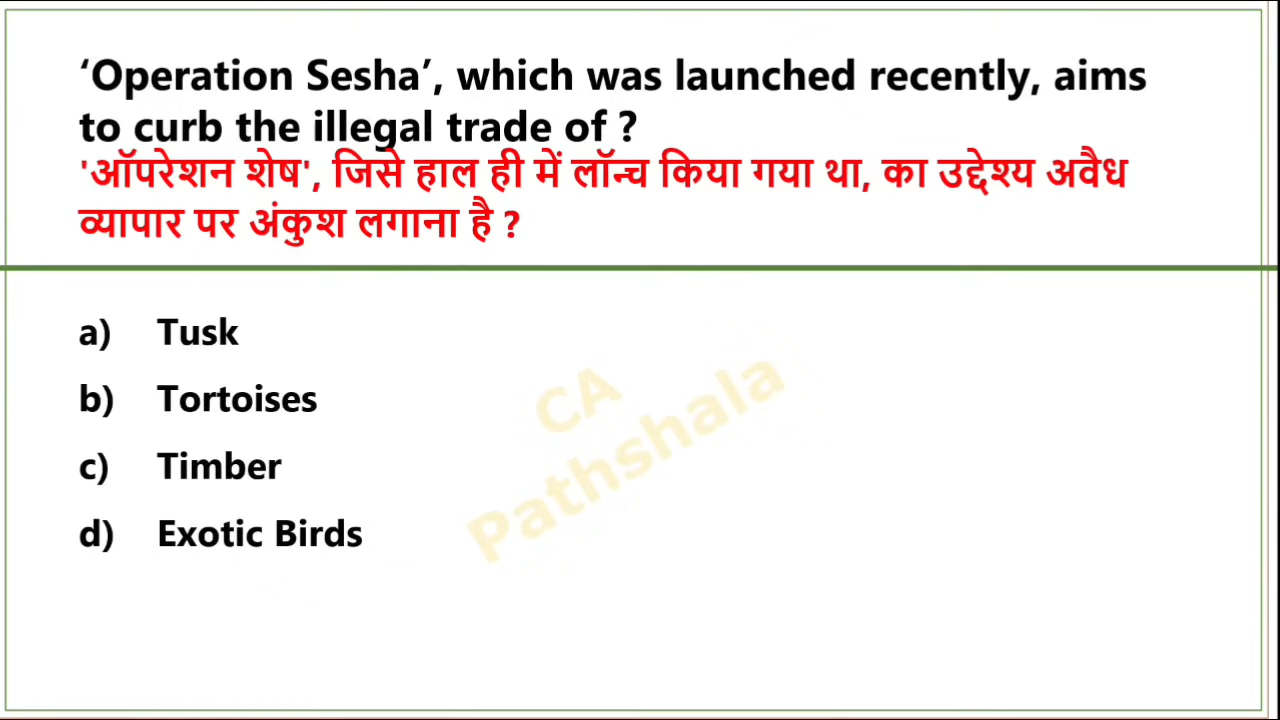 ‘Operation Sesha’, which was launched recently, aims
to curb the illegal trade of ?
'ऑपरेशन शेष', जिसे हाल ही में लॉन्च किया गया था, का उद्देश्य अवैध
व्यापार पर अंकुश लगाना है ?
a) Tusk
b) Tortoises
c) Timber
d) Exotic Birds
CA
Pathshala